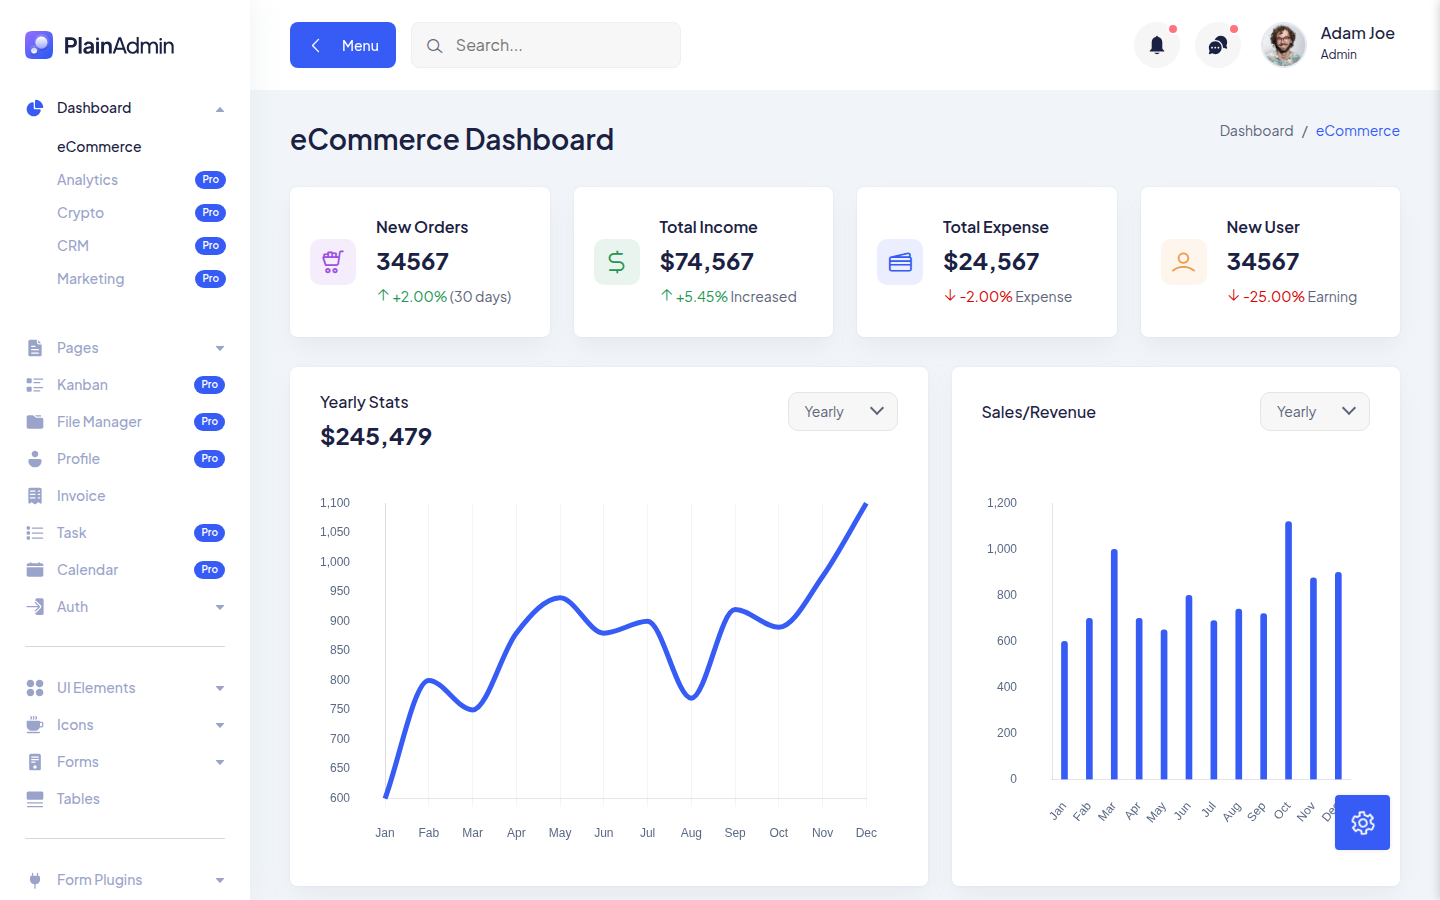 PlainAdmin
Menu
Search...
Adam Joe
Admin
Dashboard
eCommerce
Analytics Pro
Crypto Pro
CRM Pro
Marketing Pro
Pages
Kanban Pro
File Manager Pro
Profile Pro
Invoice
Task Pro
Calendar Pro
Auth
UI Elements
Icons
Forms
Tables
Form Plugins
eCommerce Dashboard
Dashboard / eCommerce
New Orders
34567
+2.00% (30 days)
Total Income
$74,567
+5.45% Increased
Total Expense
$24,567
-2.00% Expense
New User
34567
-25.00% Earning
Yearly Stats
$245,479
Yearly
1,100
1,050
1,000
950
900
850
800
750
700
650
600
Jan Fab Mar Apr May Jun Jul Aug Sep Oct Nov Dec
Sales/Revenue
Yearly
1,200
1,000
800
600
400
200
0
Jan Fab Mar Apr May Jun Jul Aug Sep Oct Nov